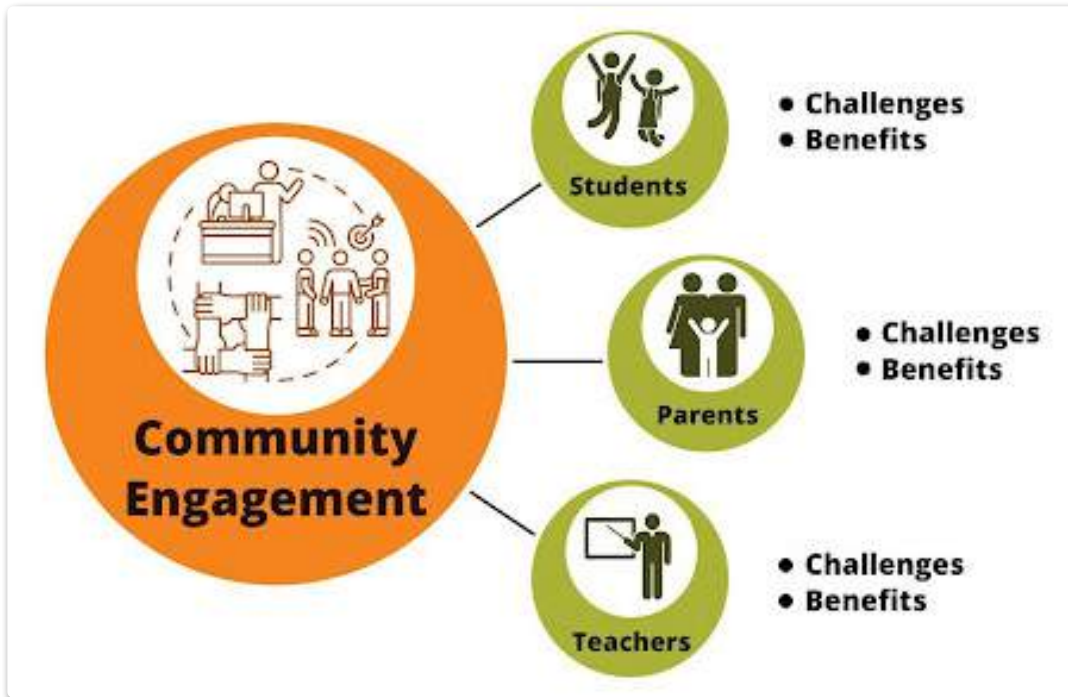 Community
Engagement
Students
• Challenges
• Benefits
Parents
• Challenges
• Benefits
Teachers
• Challenges
• Benefits